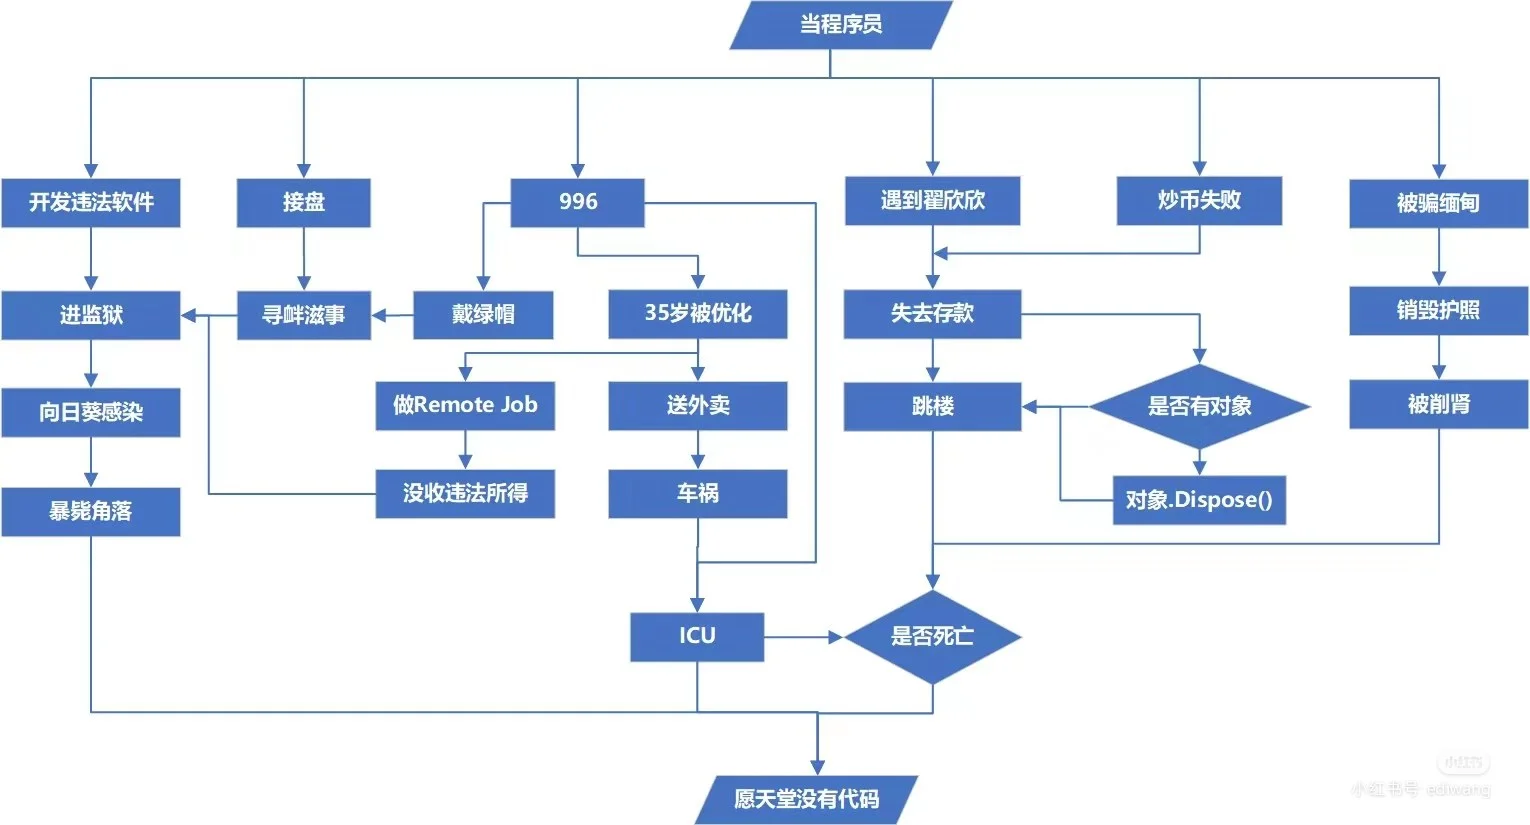 当程序员
开发违法软件
接盘
996
遇到翟欣欣
炒币失败
被骗缅甸
进监狱
寻衅滋事
戴绿帽
35岁被优化
失去存款
销毁护照
向日葵感染
做Remote Job
送外卖
跳楼
是否有对象
被削肾
暴毙角落
没收违法所得
车祸
对象.Dispose()
ICU
是否死亡
愿天堂没有代码
小红书
小红书号 ediwang